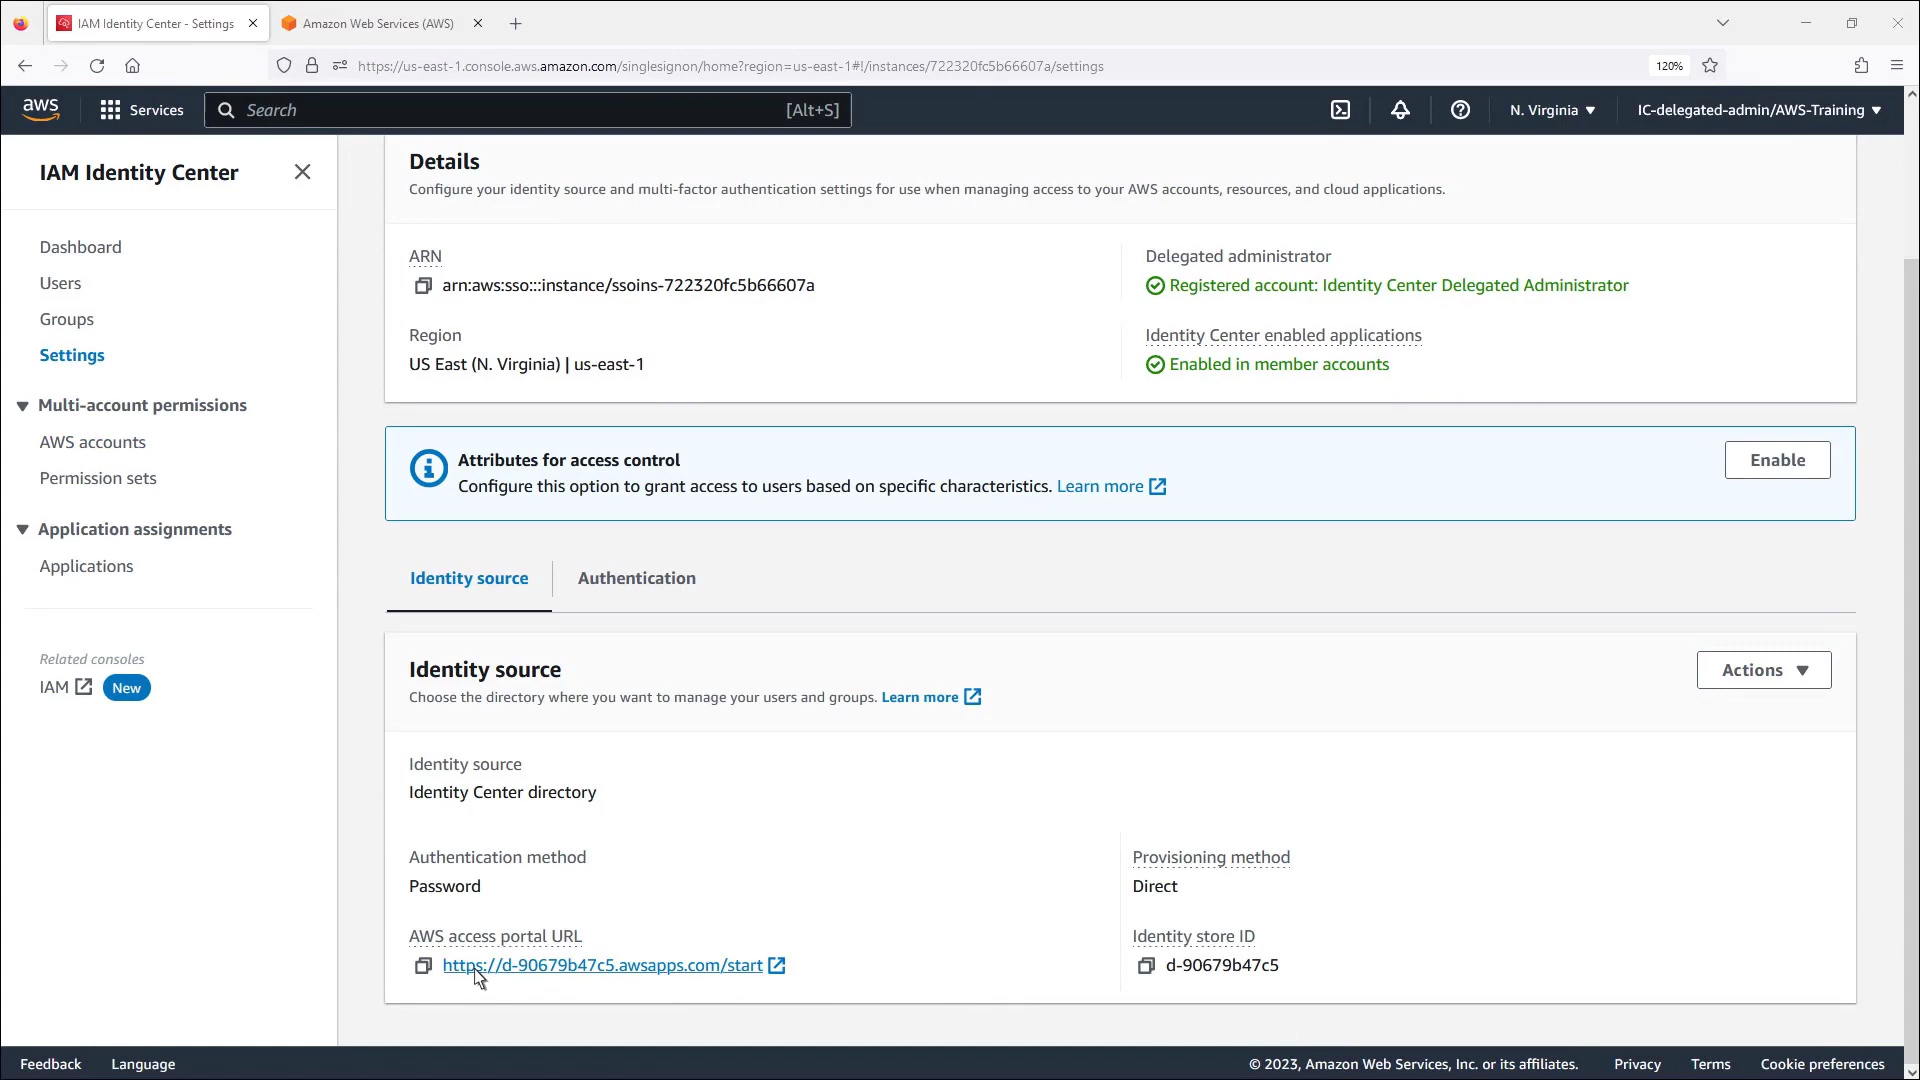 IAM Identity Center - Settings
Amazon Web Services (AWS)
https://us-east-1.console.aws.amazon.com/singlesignon/home?region=us-east-1#!/instances/722320fc5b66607a/settings
120%
aws
Services
Search
[Alt+S]
N. Virginia
IC-delegated-admin/AWS-Training
IAM Identity Center
Dashboard
Users
Groups
Settings
Multi-account permissions
AWS accounts
Permission sets
Application assignments
Applications
Related consoles
IAM
New
Details
Configure your identity source and multi-factor authentication settings for use when managing access to your AWS accounts, resources, and cloud applications.
ARN
arn:aws:sso:::instance/ssoins-722320fc5b66607a
Delegated administrator
Registered account: Identity Center Delegated Administrator
Region
US East (N. Virginia) | us-east-1
Identity Center enabled applications
Enabled in member accounts
Attributes for access control
Configure this option to grant access to users based on specific characteristics. Learn more
Enable
Identity source
Authentication
Identity source
Choose the directory where you want to manage your users and groups. Learn more
Actions
Identity source
Identity Center directory
Authentication method
Password
Provisioning method
Direct
AWS access portal URL
https://d-90679b47c5.awsapps.com/start
Identity store ID
d-90679b47c5
Feedback
Language
© 2023, Amazon Web Services, Inc. or its affiliates.
Privacy
Terms
Cookie preferences